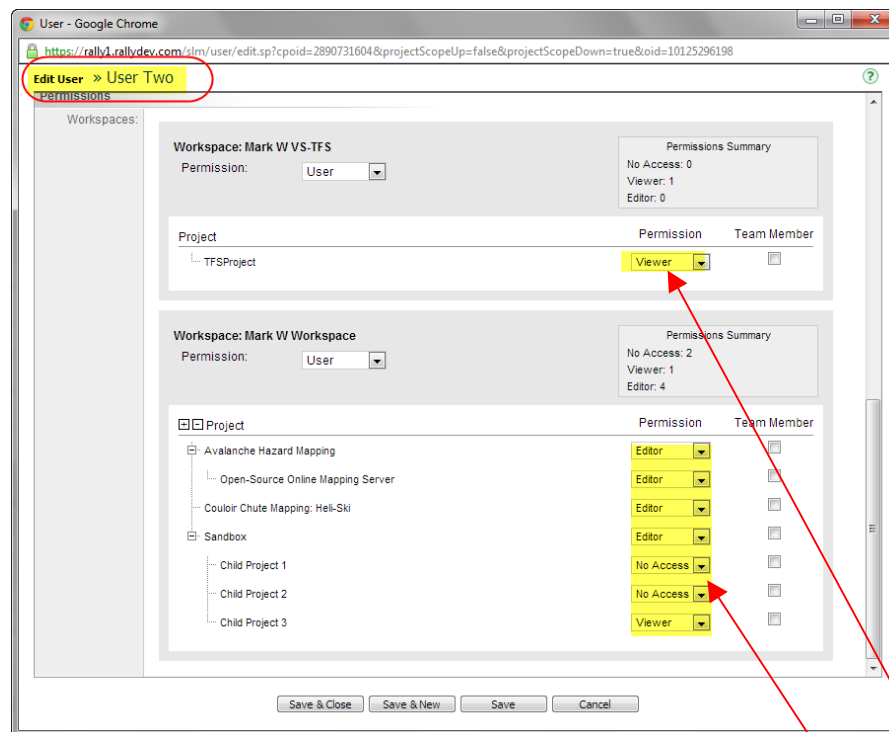 User - Google Chrome
https://rally1.rallydev.com/slm/user/edit.sp?cpoid=2890731604&projectScopeUp=false&projectScopeDown=true&oid=10125296198
Edit User » User Two
Permissions
Workspaces:
Workspace: Mark W VS-TFS
Permission: User
Permissions Summary
No Access: 0
Viewer: 1
Editor: 0
Project Permission Team Member
TFSProject Viewer
Workspace: Mark W Workspace
Permission: User
Permissions Summary
No Access: 2
Viewer: 1
Editor: 4
Project Permission Team Member
Avalanche Hazard Mapping Editor
Open-Source Online Mapping Server Editor
Couloir Chute Mapping: Heli-Ski Editor
Sandbox Editor
Child Project 1 No Access
Child Project 2 No Access
Child Project 3 Viewer
Save & Close Save & New Save Cancel